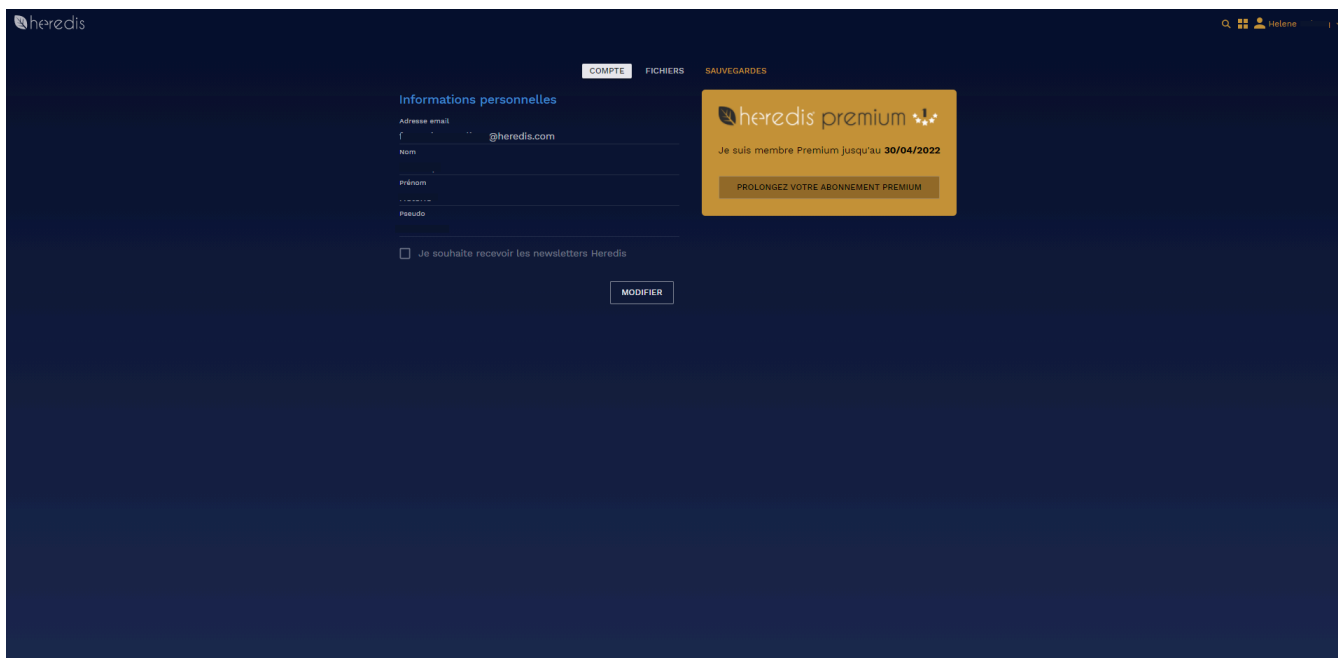 heredis
Helene
COMPTE FICHIERS SAUVEGARDES
Informations personnelles
Adresse email
@heredis.com
Nom
Prénom
Pseudo
Je souhaite recevoir les newsletters Heredis
MODIFIER
heredis premium
Je suis membre Premium jusqu'au 30/04/2022
PROLONGEZ VOTRE ABONNEMENT PREMIUM